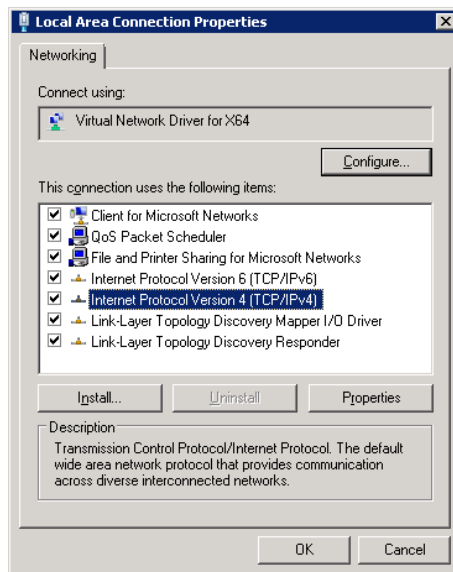 Local Area Connection Properties
Networking
Connect using:
Virtual Network Driver for X64
Configure...
This connection uses the following items:
Client for Microsoft Networks
QoS Packet Scheduler
File and Printer Sharing for Microsoft Networks
Internet Protocol Version 6 (TCP/IPv6)
Internet Protocol Version 4 (TCP/IPv4)
Link-Layer Topology Discovery Mapper I/O Driver
Link-Layer Topology Discovery Responder
Install...
Uninstall
Properties
Description
Transmission Control Protocol/Internet Protocol. The default
wide area network protocol that provides communication
across diverse interconnected networks.
OK
Cancel